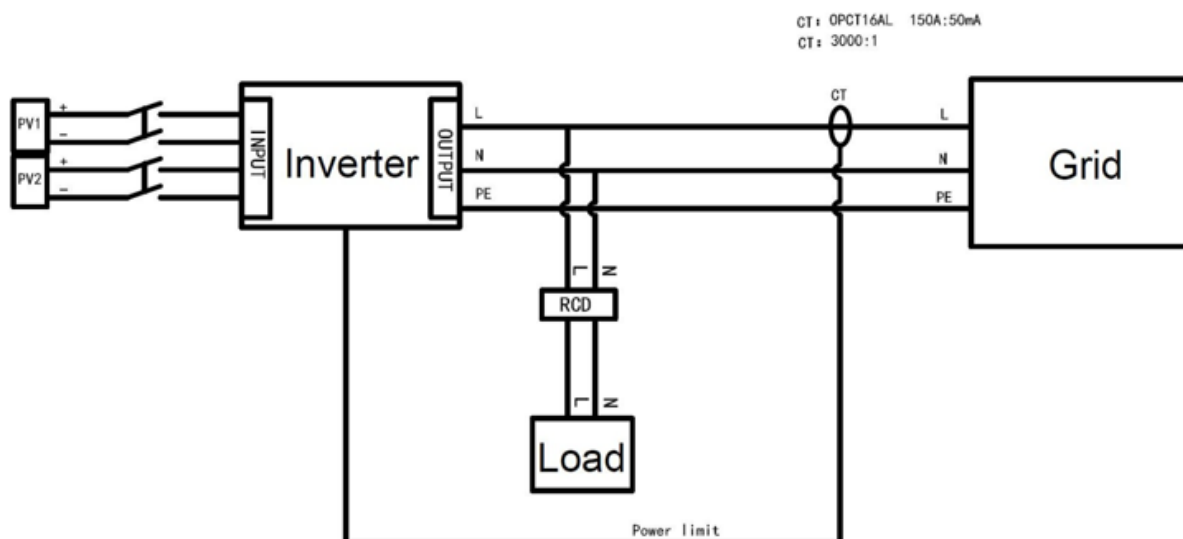 CT: OPCT16AL 150A:50mA
CT: 3000:1
PV1
+
-
PV2
+
-
INPUT
Inverter
OUTPUT
L
N
PE
CT
L
N
PE
Grid
L
N
RCD
L
N
Load
Power limit